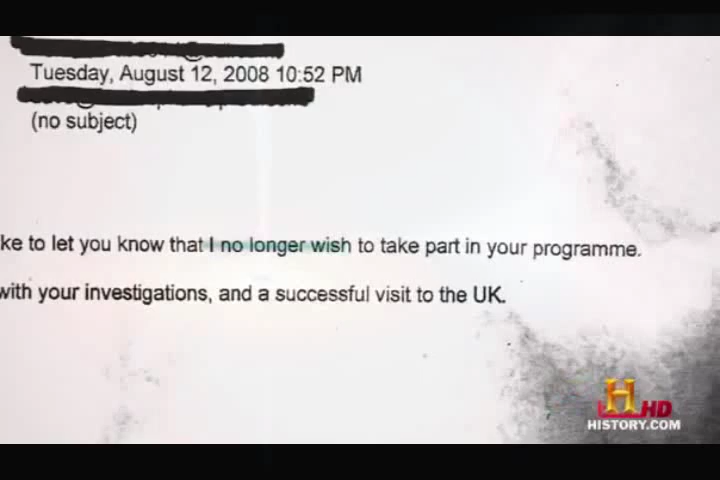 Tuesday, August 12, 2008 10:52 PM
(no subject)
ke to let you know that I no longer wish to take part in your programme.
with your investigations, and a successful visit to the UK.
H HD
HISTORY.COM